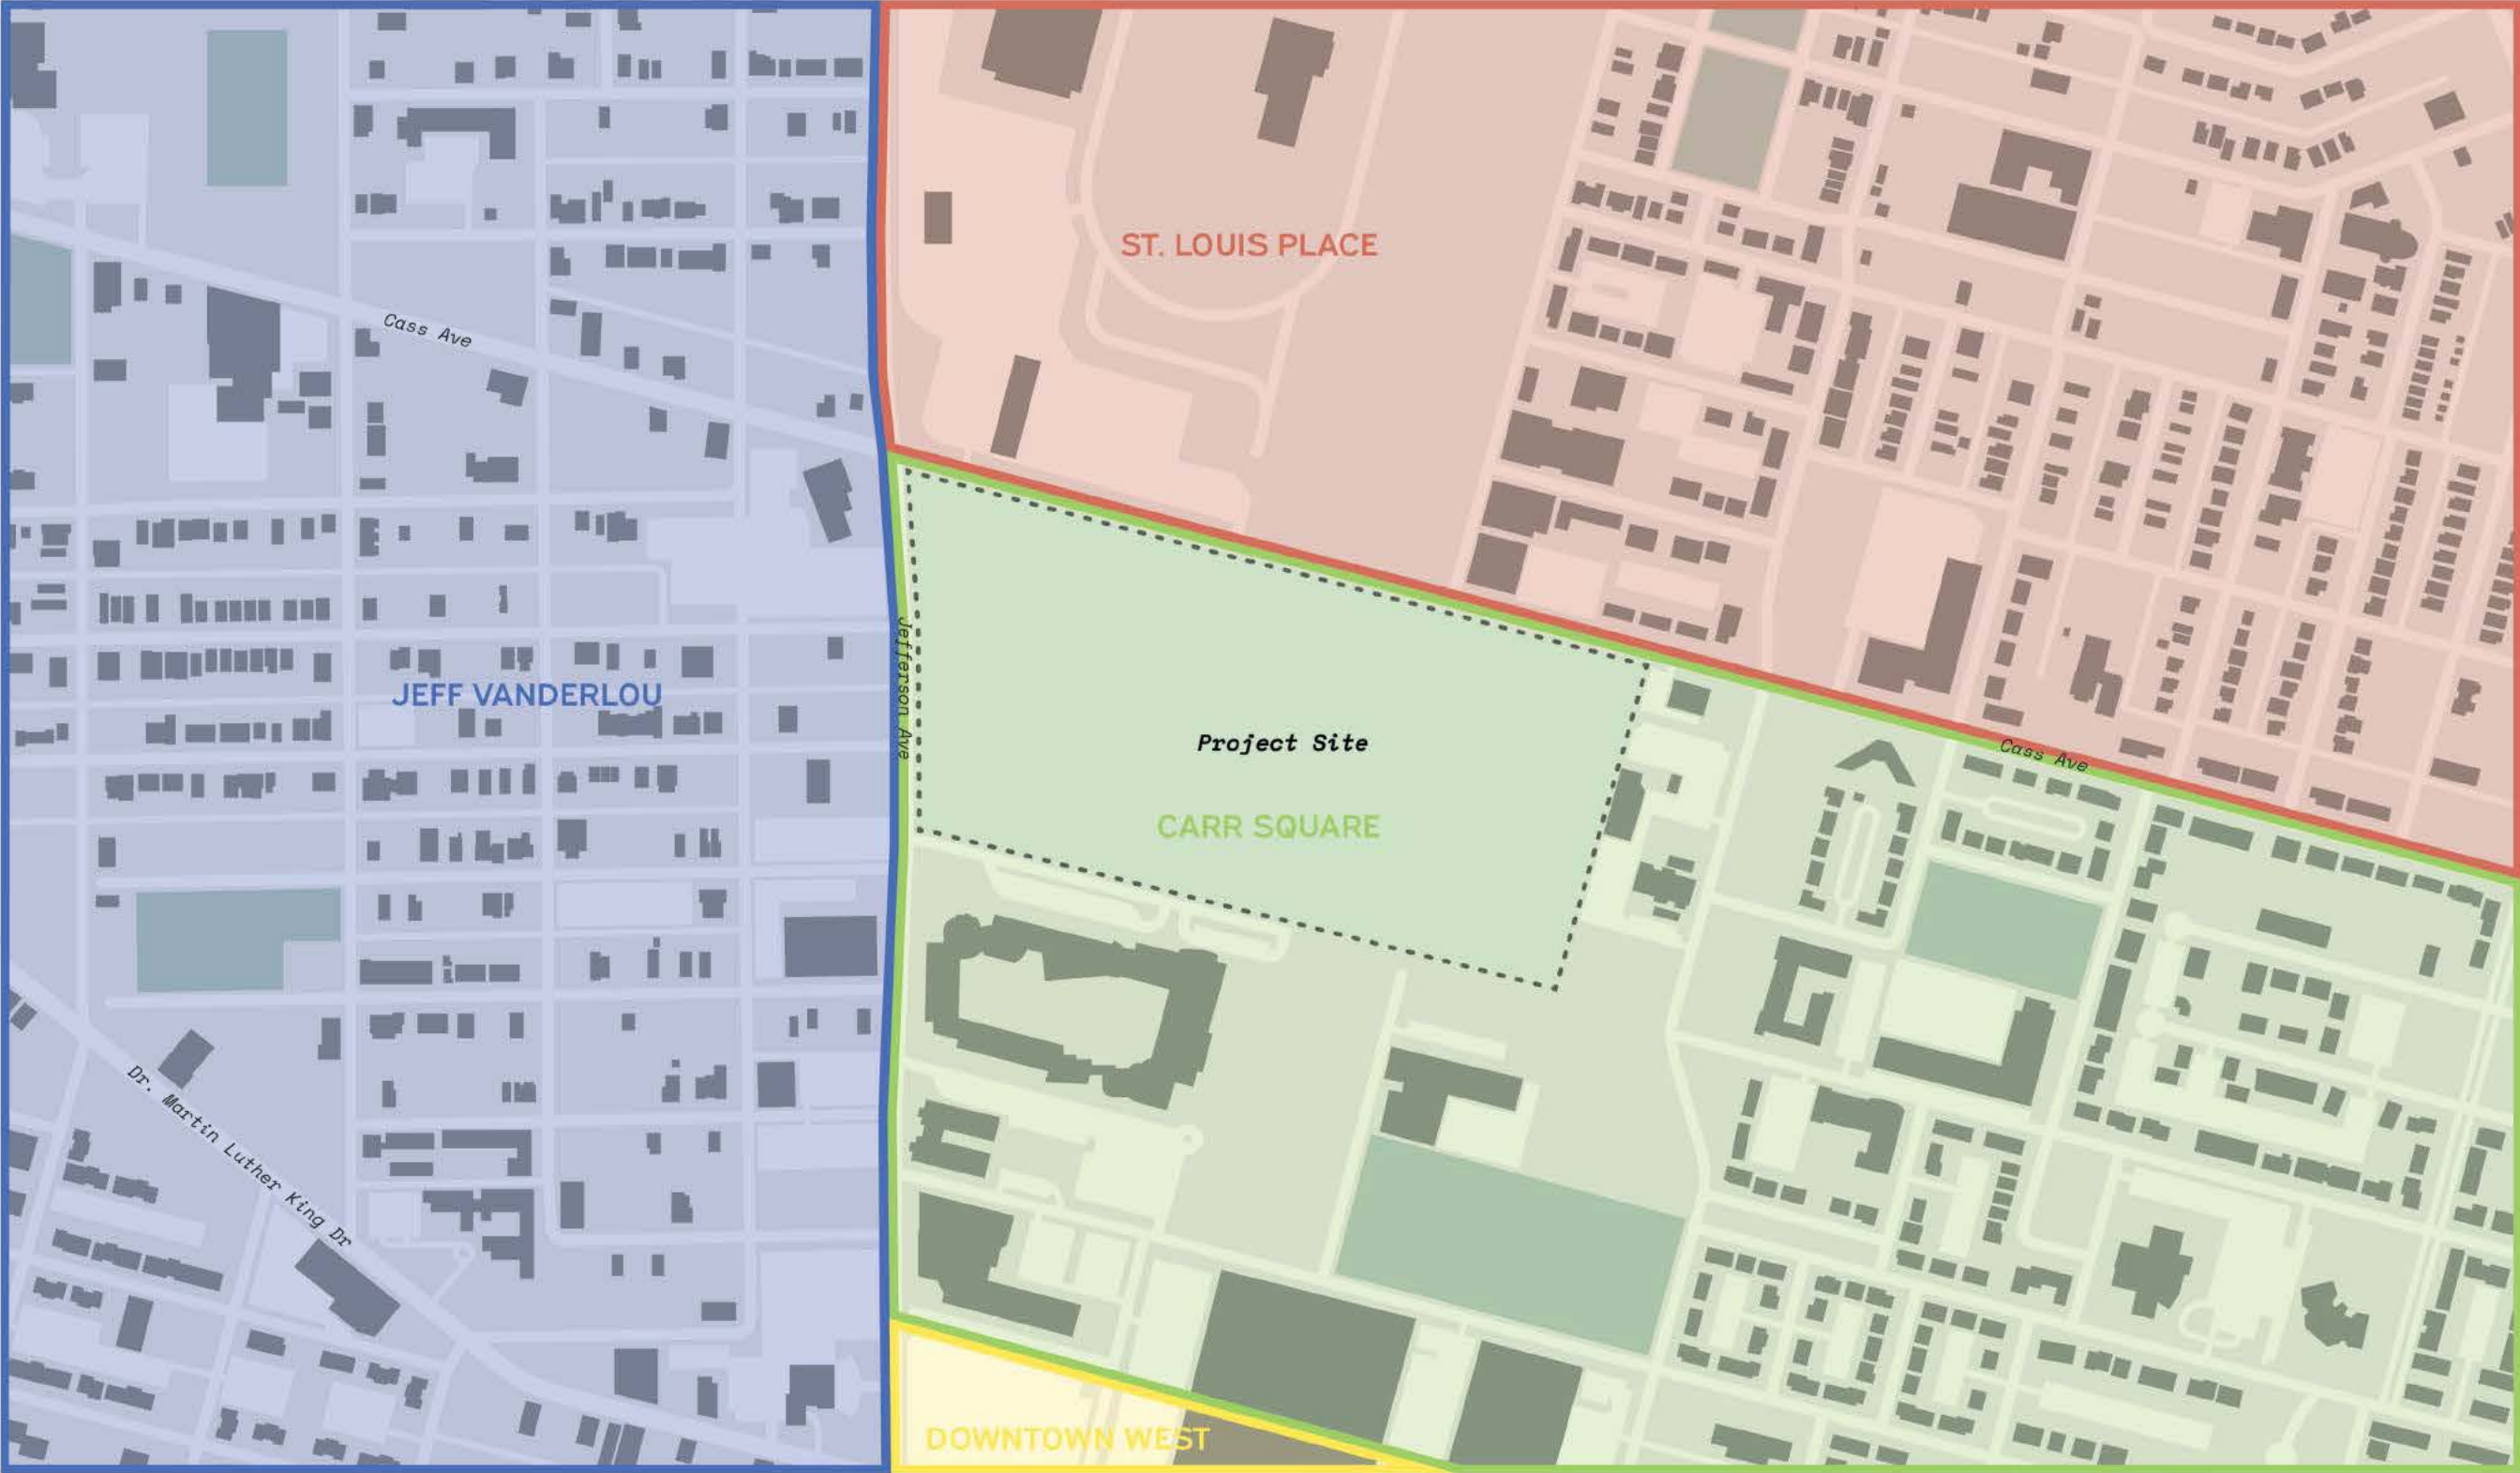 ST. LOUIS PLACE
Cass Ave
Jefferson Ave
JEFF VANDERLOU
Project Site
Cass Ave
CARR SQUARE
Dr. Martin Luther King Dr
DOWNTOWN WEST